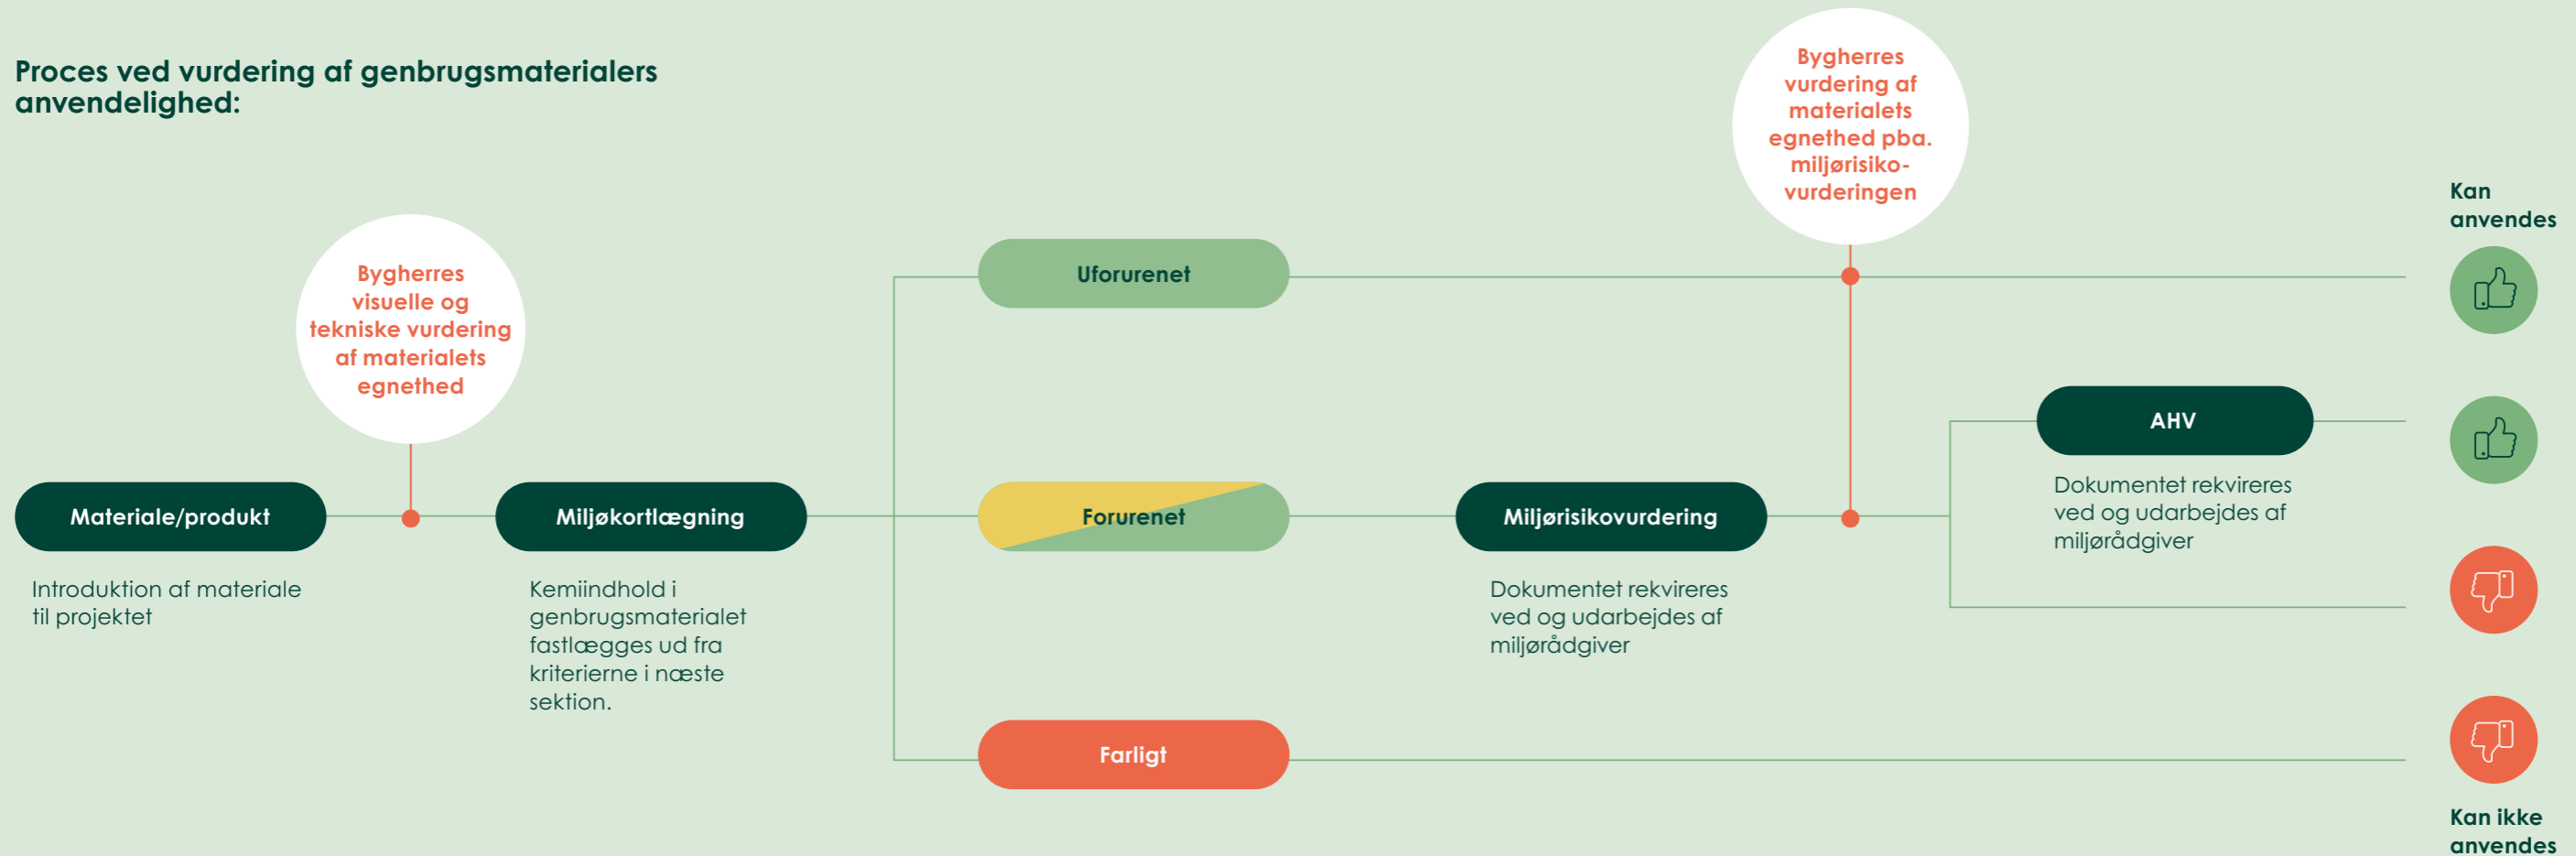 Proces ved vurdering af genbrugsmaterialers
anvendelighed:
Bygherres
visuelle og
tekniske vurdering
af materialets
egnethed
Bygherres
vurdering af
materialets
egnethed pba.
miljørisiko-
vurderingen
Materiale/produkt
Introduktion af materiale
til projektet
Miljøkortlægning
Kemiindhold i
genbrugsmaterialet
fastlægges ud fra
kriterierne i næste
sektion.
Uforurenet
Forurenet
Farligt
Miljørisikovurdering
Dokumentet rekvireres
ved og udarbejdes af
miljørådgiver
AHV
Dokumentet rekvireres
ved og udarbejdes af
miljørådgiver
Kan
anvendes
Kan ikke
anvendes